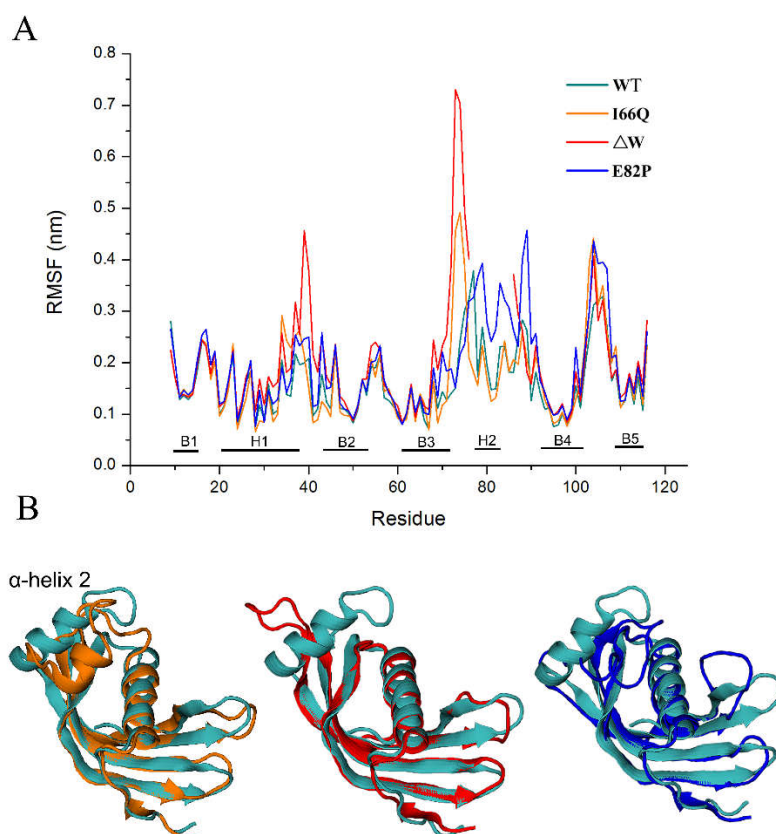 A
0.8
0.7
0.6
0.5
0.4
0.3
0.2
0.1
0.0
RMSF (nm)
WT
I66Q
△W
E82P
B1 H1 B2 B3 H2 B4 B5
0 20 40 60 80 100 120
Residue
B
α-helix 2